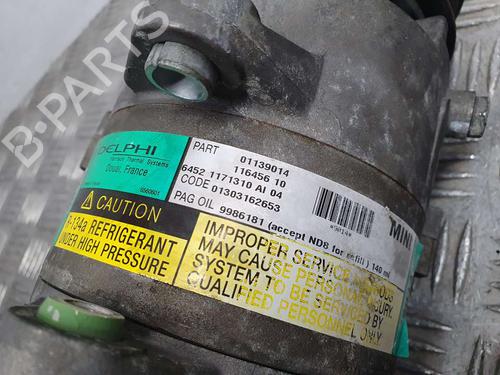 B-PARTS
DELPHI
Harrison Thermal Systems
Douai, France
PART 01139014
116456 10
6452 1171310 AI 04
CODE 01303162653
PAG OIL 9986181 (accept ND8 for refill) 140 ml
MINI
CAUTION
R-134a REFRIGERANT
UNDER HIGH PRESSURE
IMPROPER SERVICE METHODS
MAY CAUSE PERSONAL INJURY.
SYSTEM TO BE SERVICED BY
QUALIFIED PERSONNEL ONLY